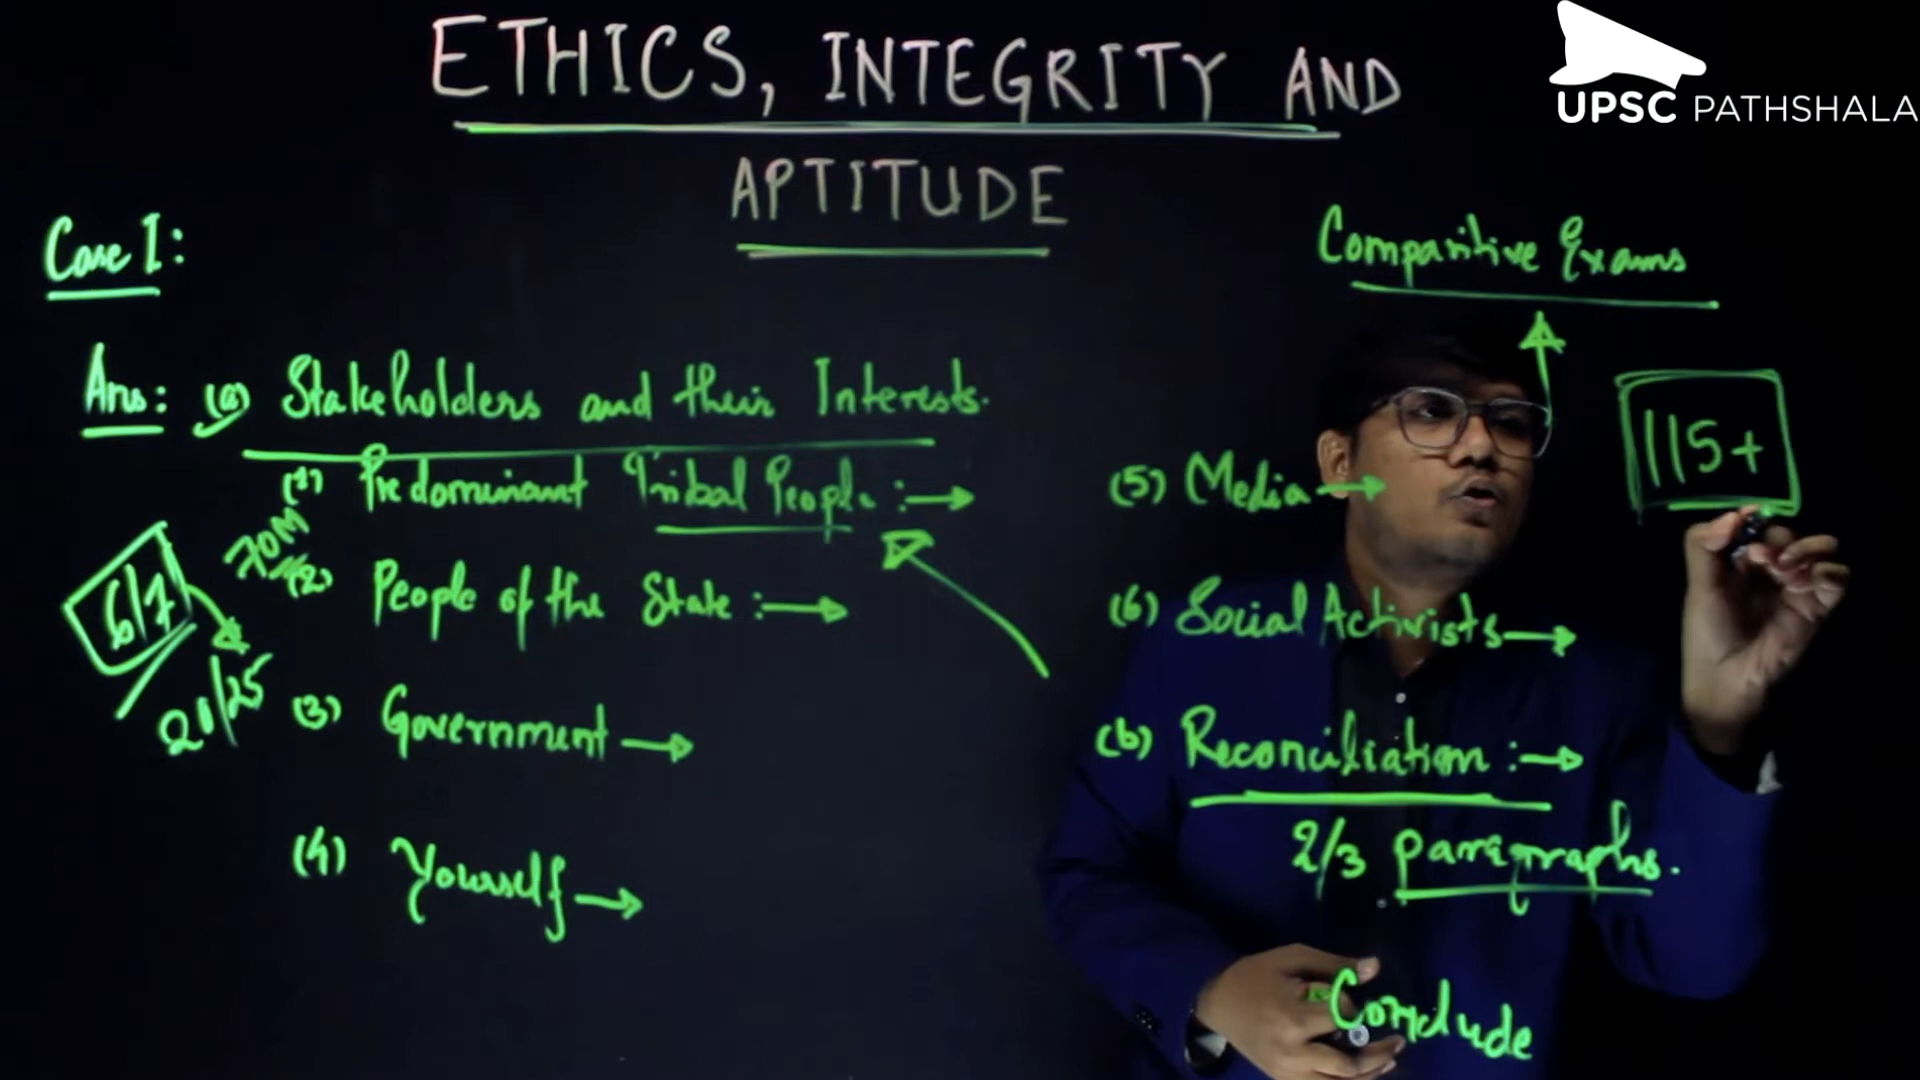 ETHICS, INTEGRITY AND
APTITUDE
UPSC PATHSHALA
Case I:
Comparitive Exams
Ans: (a) Stakeholders and their Interests.
115+
(1) Predominant Tribal People :→
70M
(2) People of the State :→
6/7
20/25
(3) Government →
(4) Yourself →
(5) Media →
(6) Social Activists →
(b) Reconciliation :→
2/3 paragraphs.
Conclude